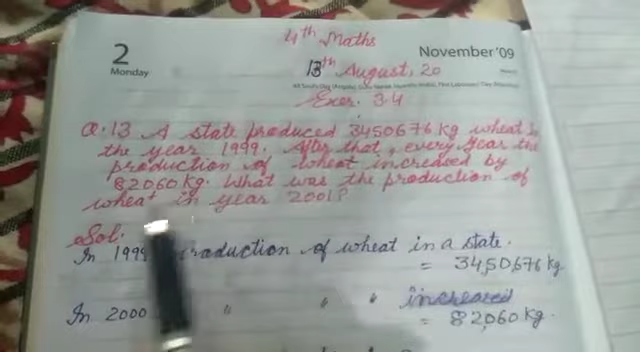 4th Maths
2
November'09
Monday
13th August, 20
Exer. 3.4
Q.13 A state produced 3450676 kg wheat in
the year 1999. After that, every year the
production of wheat increased by
82060 kg. What was the production of
wheat in year 2001?
Sol.
In 1999 production of wheat in a state.
= 34,50,676 kg
In 2000 " " " increased
= 82,060 kg.